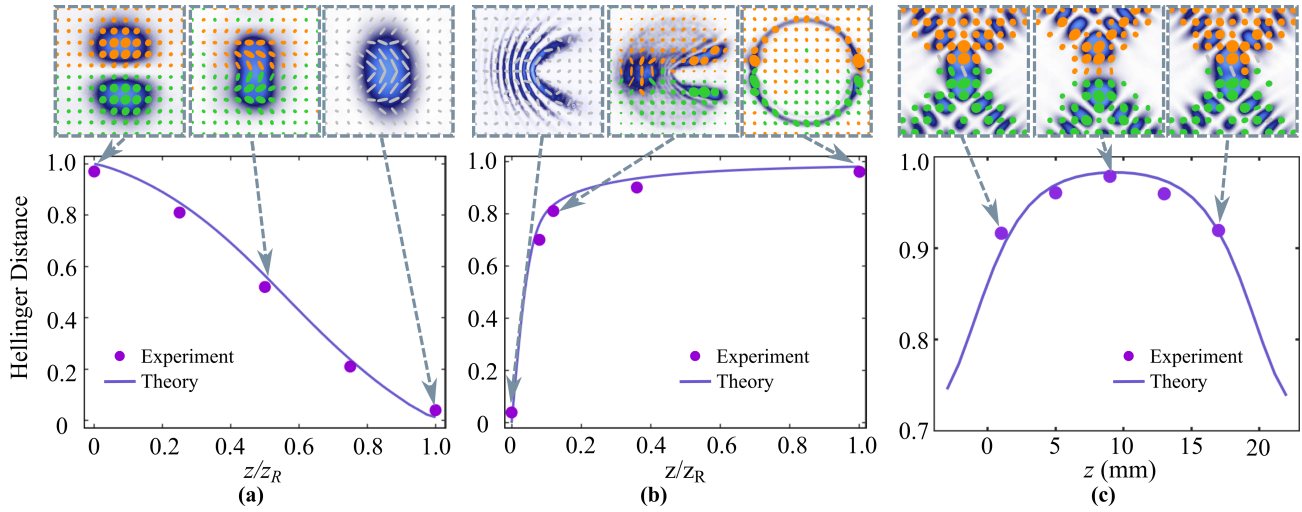 Hellinger Distance
1.0
0.8
0.6
0.4
0.2
0
Experiment
Theory
0 0.2 0.4 0.6 0.8 1.0
z/z_R
(a)
1.0
0.8
0.6
0.4
0.2
0
Experiment
Theory
0 0.2 0.4 0.6 0.8 1.0
z/z_R
(b)
1.0
0.9
0.8
0.7
Experiment
Theory
0 5 10 15 20
z (mm)
(c)